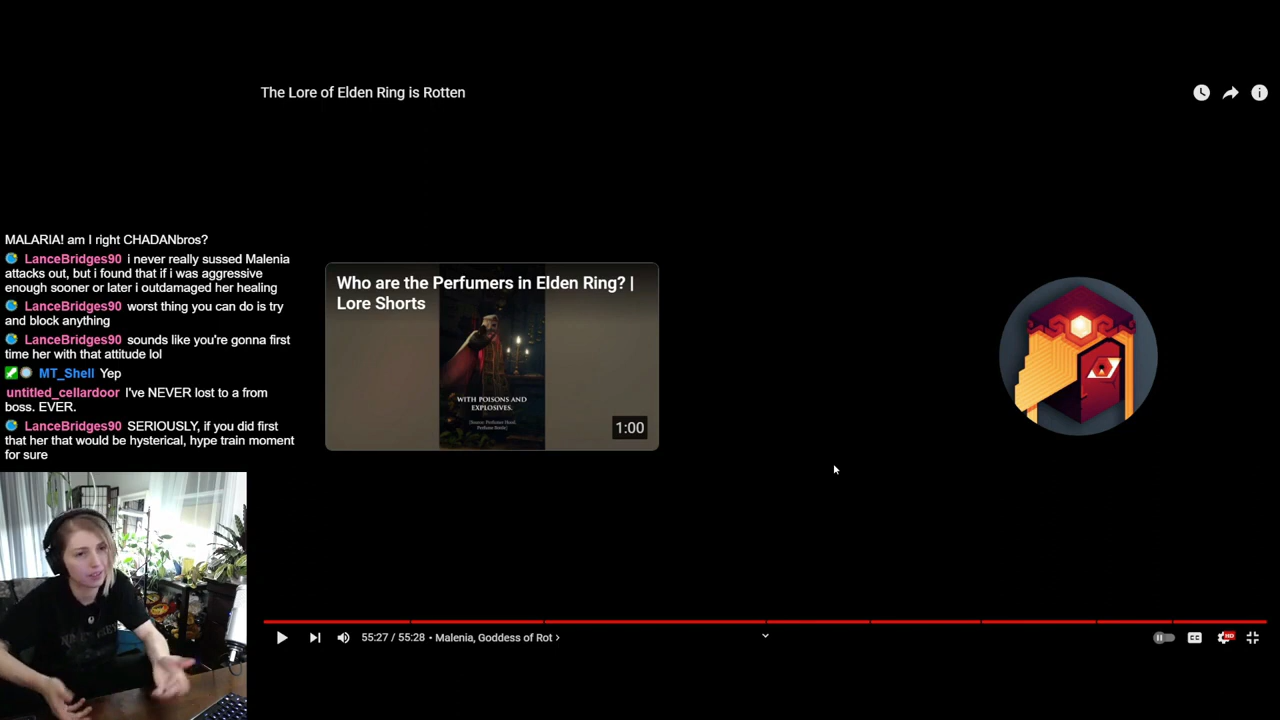 The Lore of Elden Ring is Rotten
MALARIA! am I right CHADANbros?
LanceBridges90 i never really sussed Malenia
attacks out, but i found that if i was aggressive
enough sooner or later i outdamaged her healing
LanceBridges90 worst thing you can do is try
and block anything
LanceBridges90 sounds like you're gonna first
time her with that attitude lol
MT_Shell Yep
untitled_cellardoor I've NEVER lost to a from
boss. EVER.
LanceBridges90 SERIOUSLY, if you did first
that her that would be hysterical, hype train moment
for sure
Who are the Perfumers in Elden Ring? |
Lore Shorts
WITH POISONS AND
EXPLOSIVES.
1:00
55:27 / 55:28 • Malenia, Goddess of Rot ›
CC
HD